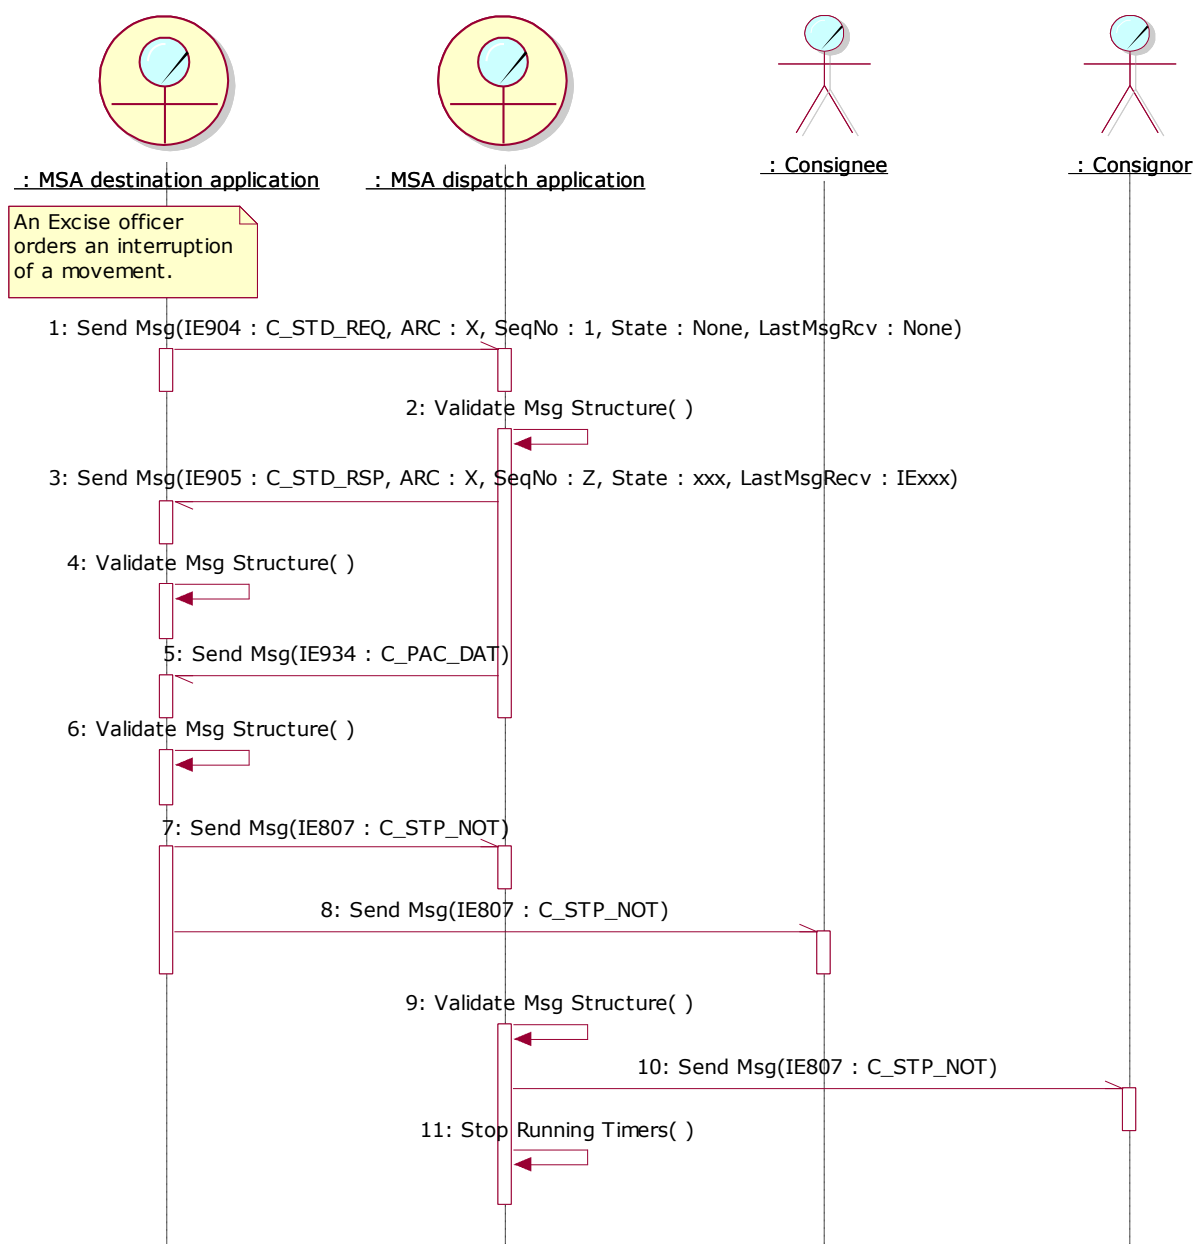 : MSA destination application
: MSA dispatch application
: Consignee
: Consignor
An Excise officer
orders an interruption
of a movement.
1: Send Msg(IE904 : C_STD_REQ, ARC : X, SeqNo : 1, State : None, LastMsgRcv : None)
2: Validate Msg Structure( )
3: Send Msg(IE905 : C_STD_RSP, ARC : X, SeqNo : Z, State : xxx, LastMsgRecv : IExxx)
4: Validate Msg Structure( )
5: Send Msg(IE934 : C_PAC_DAT)
6: Validate Msg Structure( )
7: Send Msg(IE807 : C_STP_NOT)
8: Send Msg(IE807 : C_STP_NOT)
9: Validate Msg Structure( )
10: Send Msg(IE807 : C_STP_NOT)
11: Stop Running Timers( )